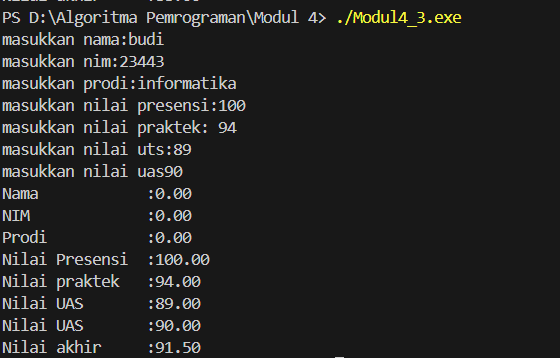 PS D:\Algoritma Pemrograman\Modul 4> ./Modul4_3.exe
masukkan nama:budi
masukkan nim:23443
masukkan prodi:informatika
masukkan nilai presensi:100
masukkan nilai praktek: 94
masukkan nilai uts:89
masukkan nilai uas90
Nama           :0.00
NIM            :0.00
Prodi          :0.00
Nilai Presensi :100.00
Nilai praktek  :94.00
Nilai UAS      :89.00
Nilai UAS      :90.00
Nilai akhir    :91.50